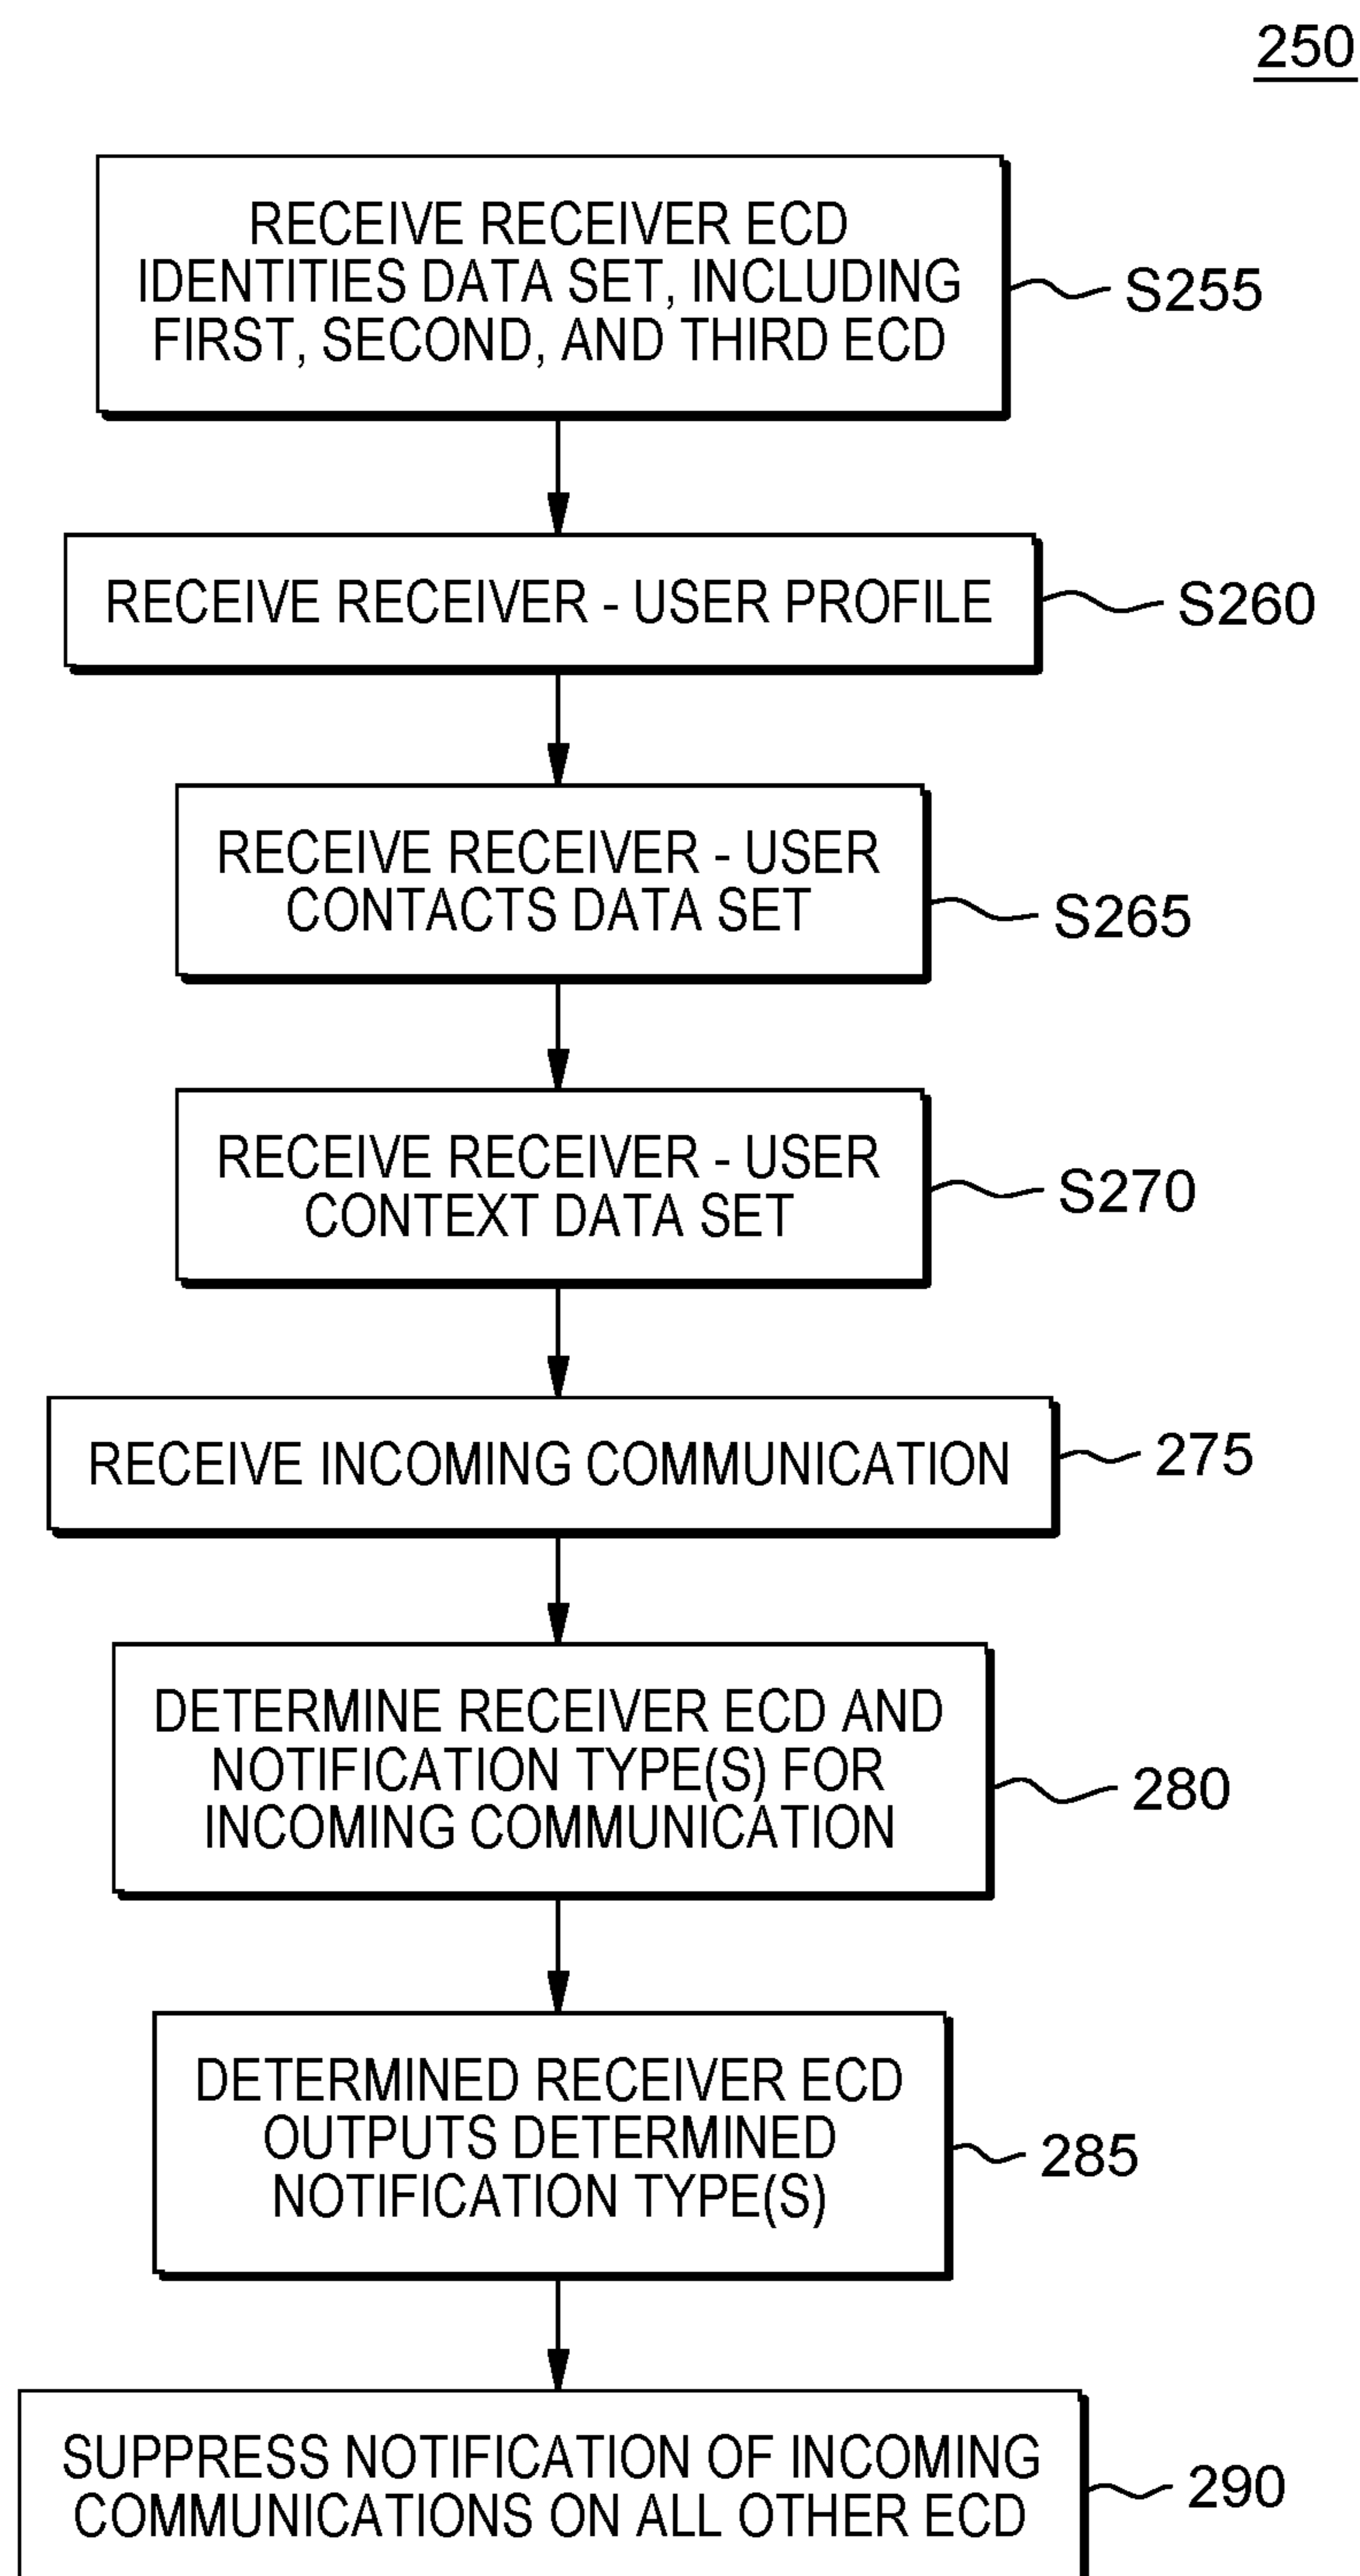 250
RECEIVE RECEIVER ECD
IDENTITIES DATA SET, INCLUDING
FIRST, SECOND, AND THIRD ECD
S255
RECEIVE RECEIVER - USER PROFILE
S260
RECEIVE RECEIVER - USER
CONTACTS DATA SET
S265
RECEIVE RECEIVER - USER
CONTEXT DATA SET
S270
RECEIVE INCOMING COMMUNICATION
275
DETERMINE RECEIVER ECD AND
NOTIFICATION TYPE(S) FOR
INCOMING COMMUNICATION
280
DETERMINED RECEIVER ECD
OUTPUTS DETERMINED
NOTIFICATION TYPE(S)
285
SUPPRESS NOTIFICATION OF INCOMING
COMMUNICATIONS ON ALL OTHER ECD
290